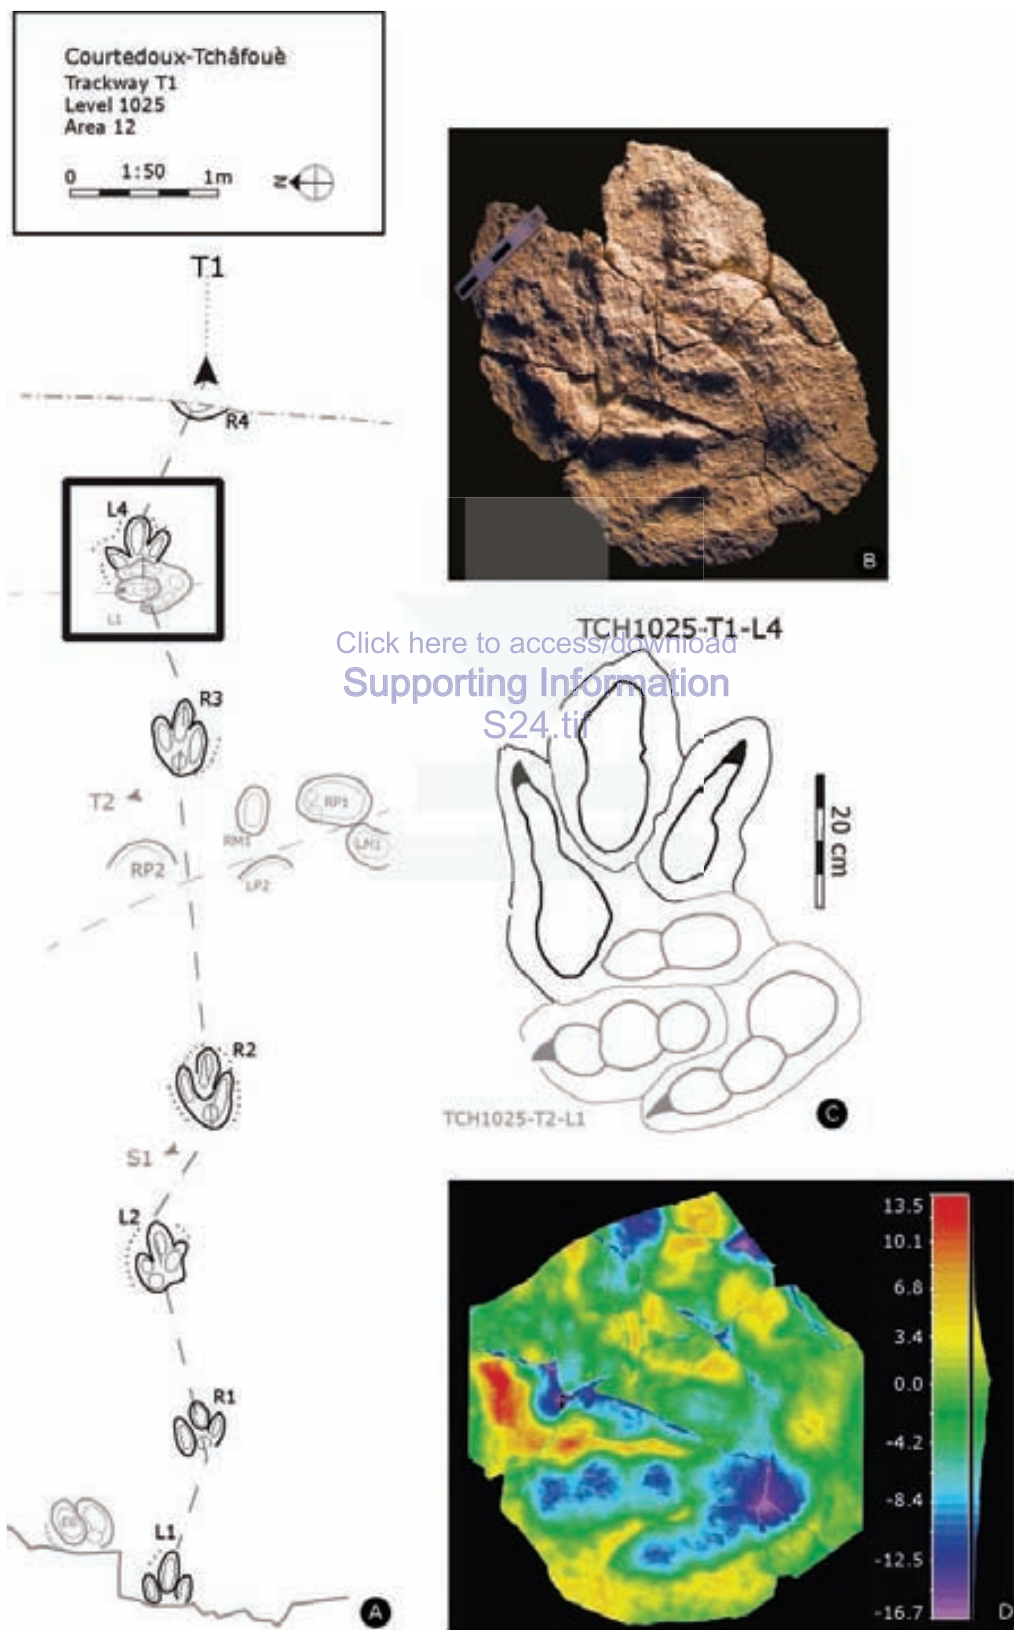 Courtedoux-Tchâfouè
Trackway T1
Level 1025
Area 12
0 1:50 1m
N
T1
R4
L4
L1
R3
T2
RM1
RP1
LM1
RP2
LP2
R2
S1
L2
R1
L1
A
B
TCH1025-T1-L4
Click here to access/download
Supporting Information
S24.tif
20 cm
TCH1025-T2-L1
C
13.5
10.1
6.8
3.4
0.0
-4.2
-8.4
-12.5
-16.7
D